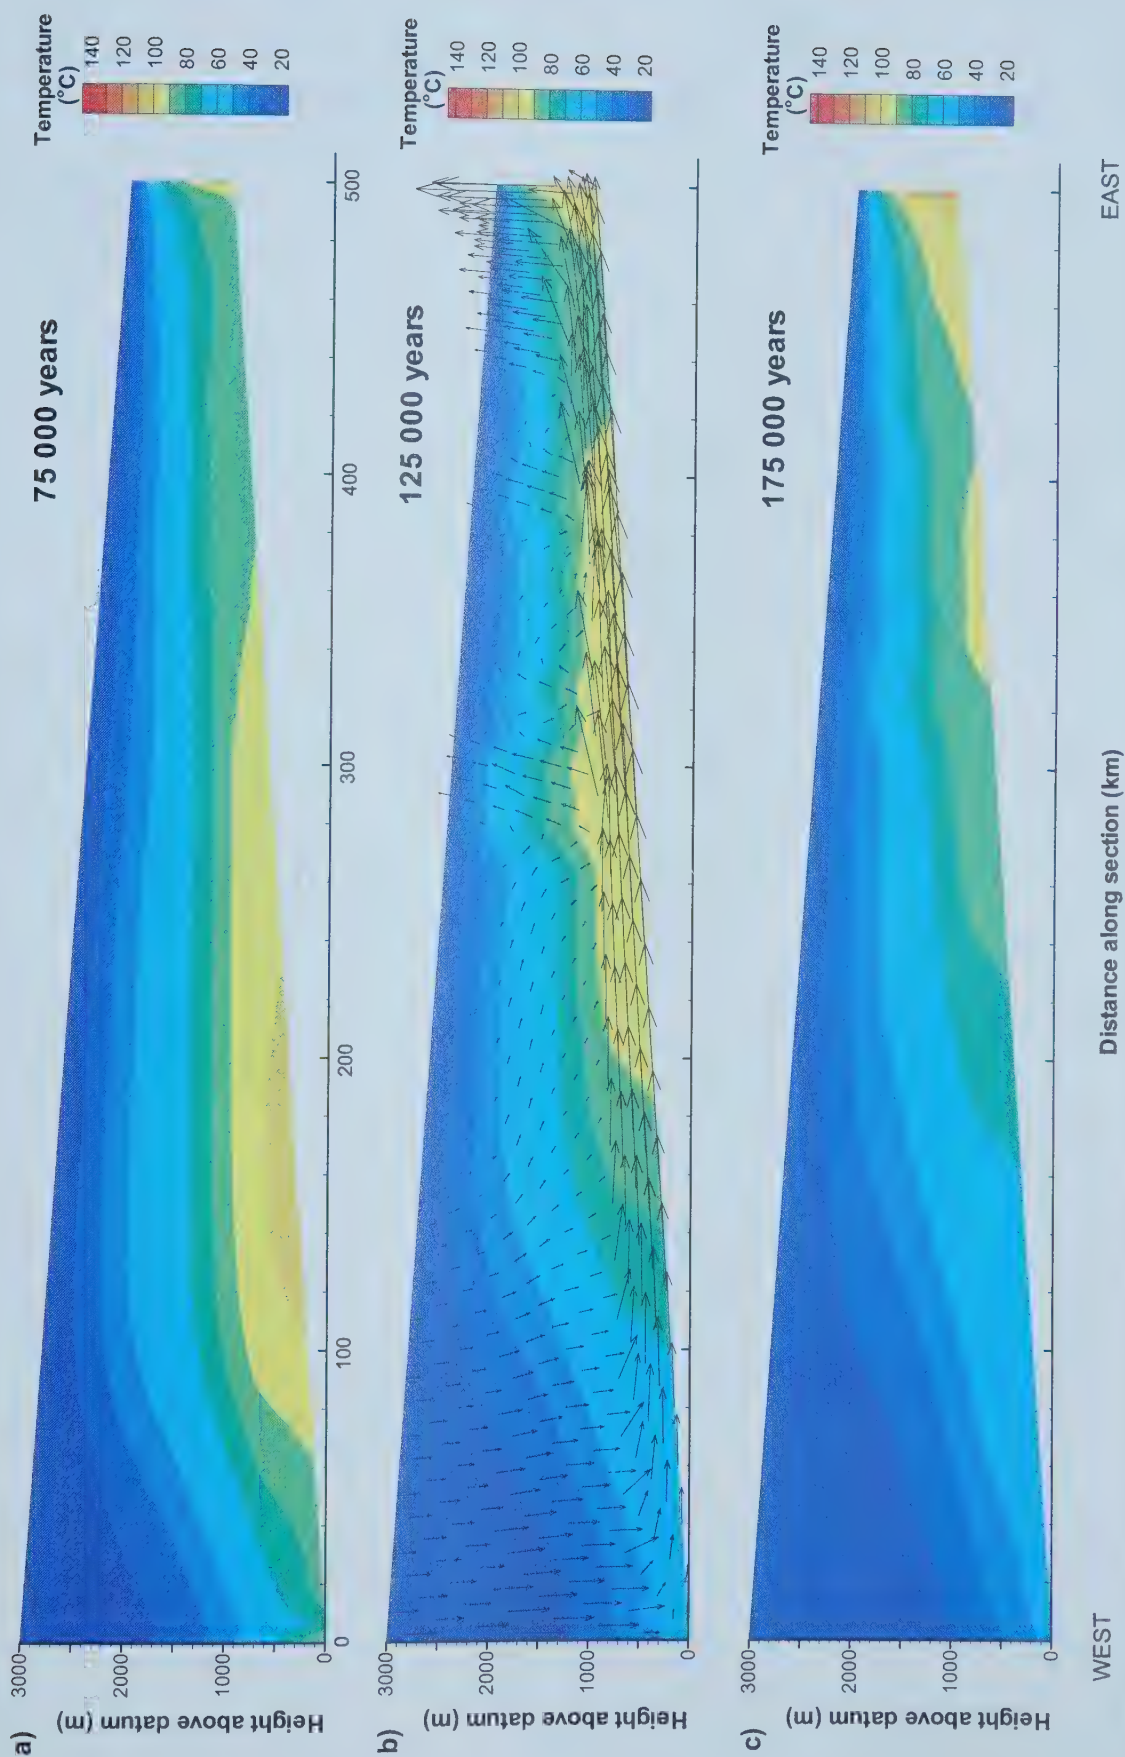 a)
75 000 years
Temperature
(°C)
140
120
100
80
60
40
20
Height above datum (m)
3000
2000
1000
0
0
100
200
300
400
500
b)
125 000 years
Temperature
(°C)
140
120
100
80
60
40
20
Height above datum (m)
3000
2000
1000
0
c)
175 000 years
Temperature
(°C)
140
120
100
80
60
40
20
Height above datum (m)
3000
2000
1000
0
WEST
Distance along section (km)
EAST